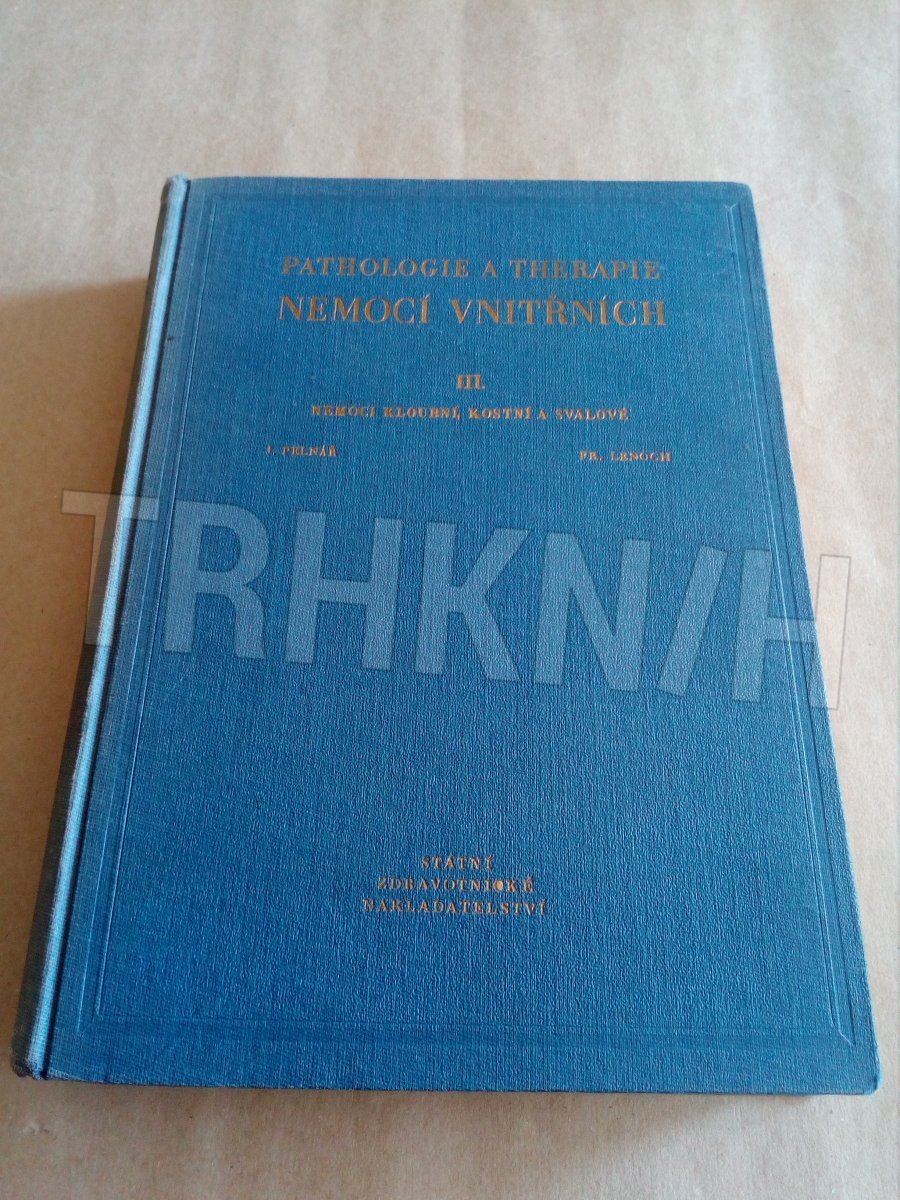 PATHOLOGIE A THERAPIE
NEMOCÍ VNITŘNÍCH
III.
NEMOCI KLOUBNÍ, KOSTNÍ A SVALOVÉ
J. PELNÁŘ FR. LENOCH
TRHKNIH
STÁTNÍ
ZDRAVOTNICKÉ
NAKLADATELSTVÍ